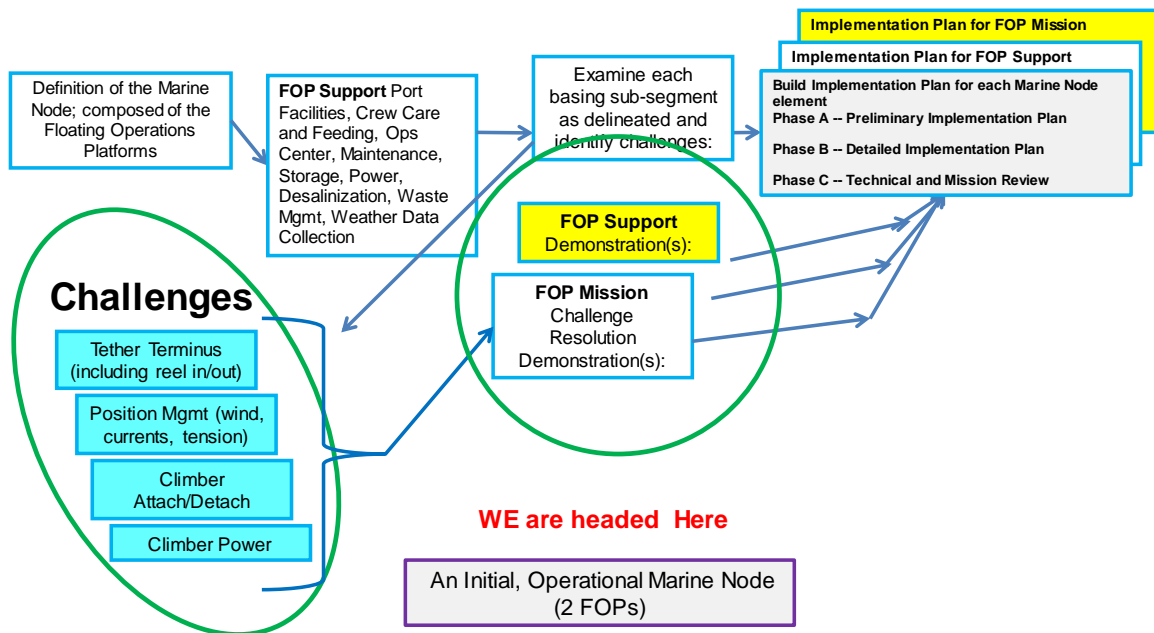 Definition of the Marine
Node; composed of the
Floating Operations
Platforms
FOP Support Port
Facilities, Crew Care
and Feeding, Ops
Center, Maintenance,
Storage, Power,
Desalinization, Waste
Mgmt, Weather Data
Collection
Examine each
basing sub-segment
as delineated and
identify challenges:
Implementation Plan for FOP Mission
Implementation Plan for FOP Support
Build Implementation Plan for each Marine Node
element
Phase A -- Preliminary Implementation Plan
Phase B -- Detailed Implementation Plan
Phase C -- Technical and Mission Review
FOP Support
Demonstration(s):
FOP Mission
Challenge
Resolution
Demonstration(s):
Challenges
Tether Terminus
(including reel in/out)
Position Mgmt (wind,
currents, tension)
Climber
Attach/Detach
Climber Power
WE are headed Here
An Initial, Operational Marine Node
(2 FOPs)